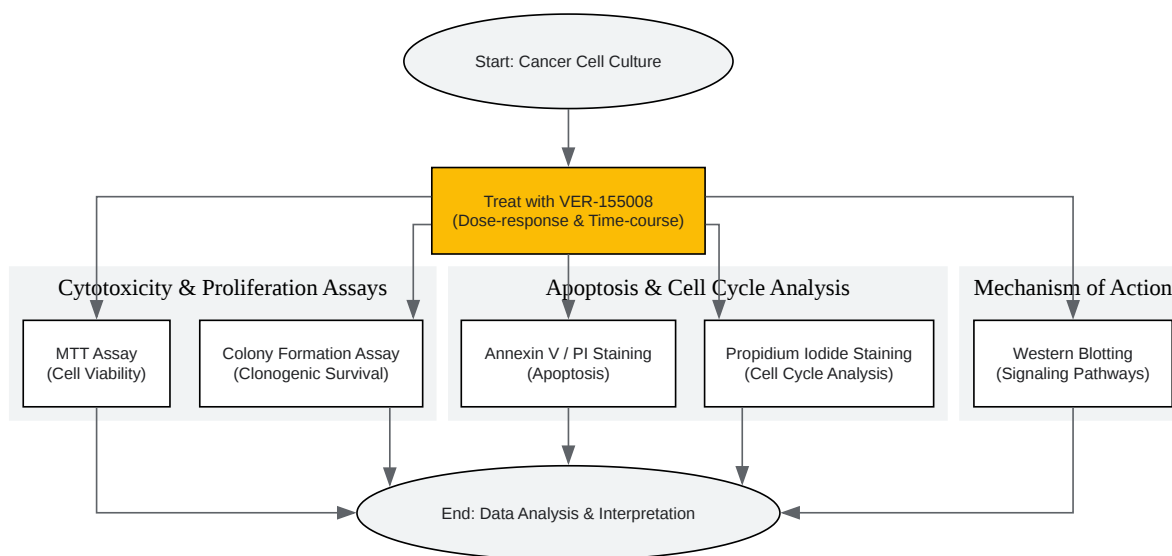 Start: Cancer Cell Culture
Treat with VER-155008
(Dose-response & Time-course)
Cytotoxicity & Proliferation Assays
Apoptosis & Cell Cycle Analysis
Mechanism of Action
MTT Assay
(Cell Viability)
Colony Formation Assay
(Clonogenic Survival)
Annexin V / PI Staining
(Apoptosis)
Propidium Iodide Staining
(Cell Cycle Analysis)
Western Blotting
(Signaling Pathways)
End: Data Analysis & Interpretation